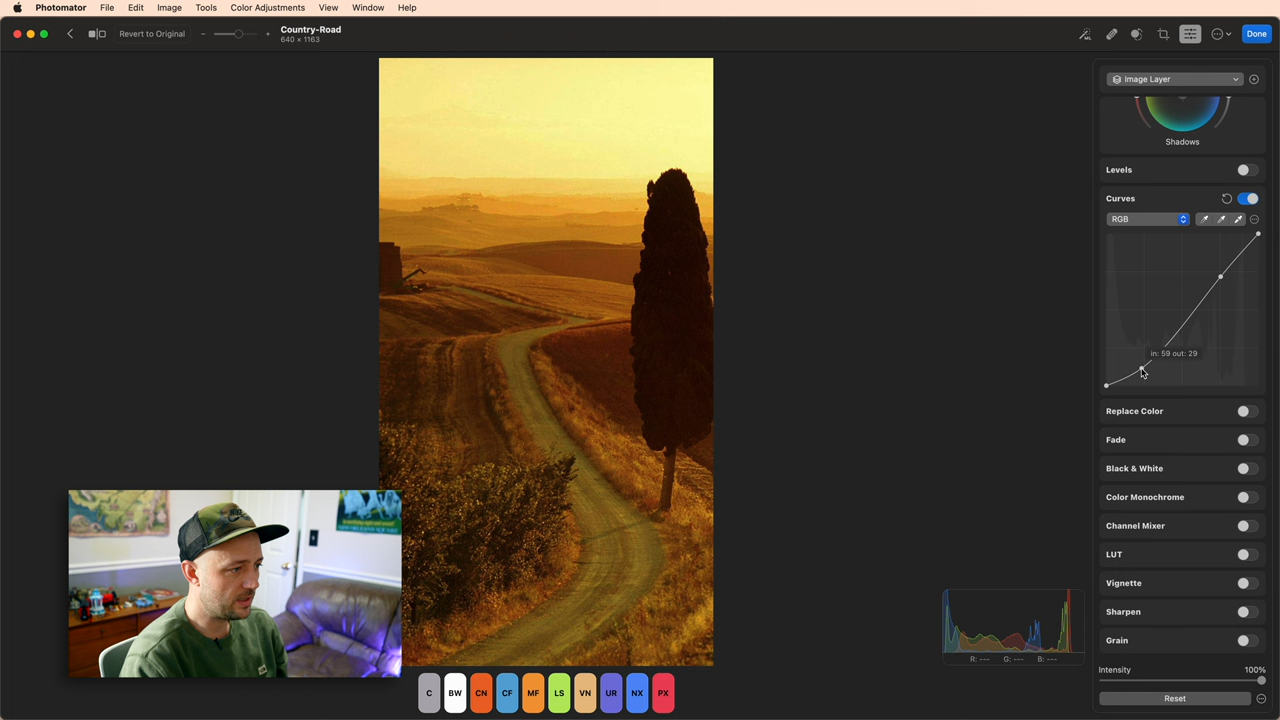 Photomator File Edit Image Tools Color Adjustments View Window Help
Revert to Original − + Country-Road Done
640 × 1163
Image Layer
Shadows
Levels
Curves
RGB
in: 59 out: 29
Replace Color
Fade
Black & White
Color Monochrome
Channel Mixer
LUT
Vignette
Sharpen
Grain
R: --- G: --- B: ---
Intensity 100%
C BW CN CF MF LS VN UR NX PX
Reset